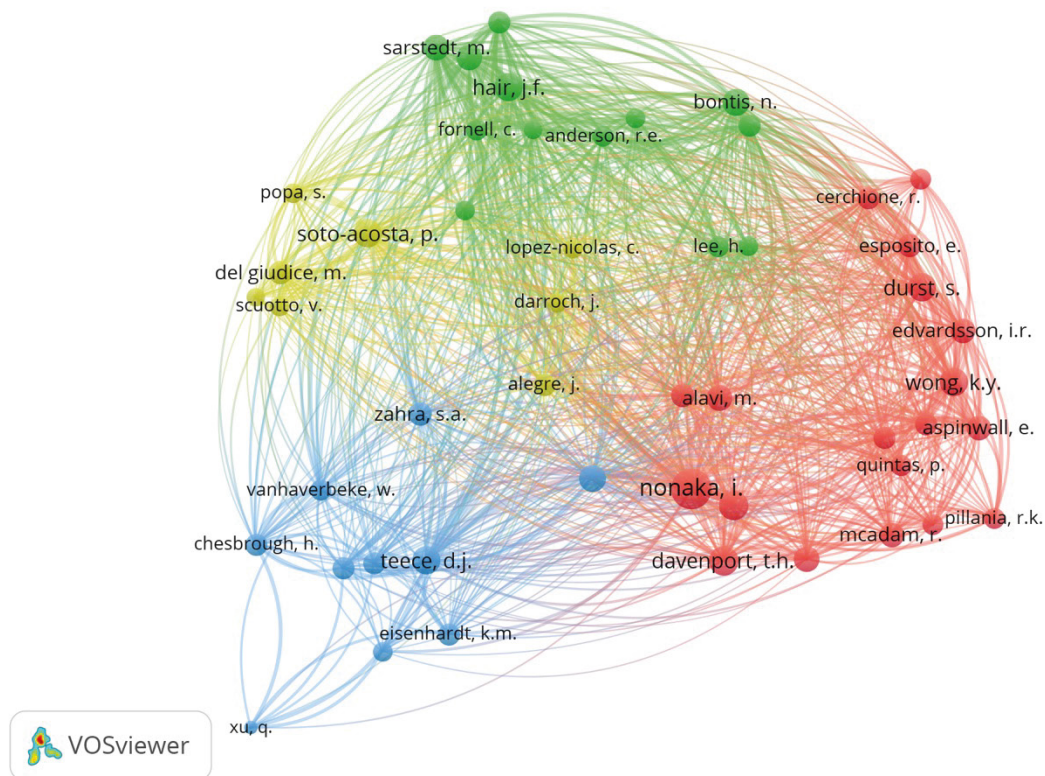 sarstedt, m.
hair, j.f.
bontis, n.
fornell, c.
anderson, r.e.
popa, s.
cerchione, r.
soto-acosta, p.
lopez-nicolas, c.
lee, h.
esposito, e.
del giudice, m.
durst, s.
scuotto, v.
darroch, j.
edvardsson, i.r.
alegre, j.
wong, k.y.
alavi, m.
zahra, s.a.
aspinwall, e.
quintas, p.
vanhaverbeke, w.
nonaka, i.
pillania, r.k.
mcadam, r.
chesbrough, h.
teece, d.j.
davenport, t.h.
eisenhardt, k.m.
xu, q.
VOSviewer